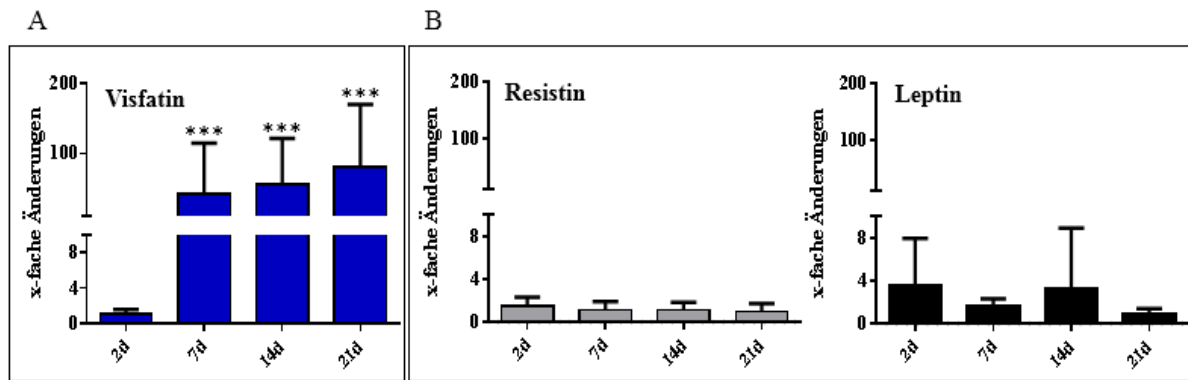 A
B
x-fache Änderungen
200
100
8
4
0
Visfatin
***
***
***
2d
7d
14d
21d
x-fache Änderungen
200
100
8
4
0
Resistin
2d
7d
14d
21d
x-fache Änderungen
200
100
8
4
0
Leptin
2d
7d
14d
21d